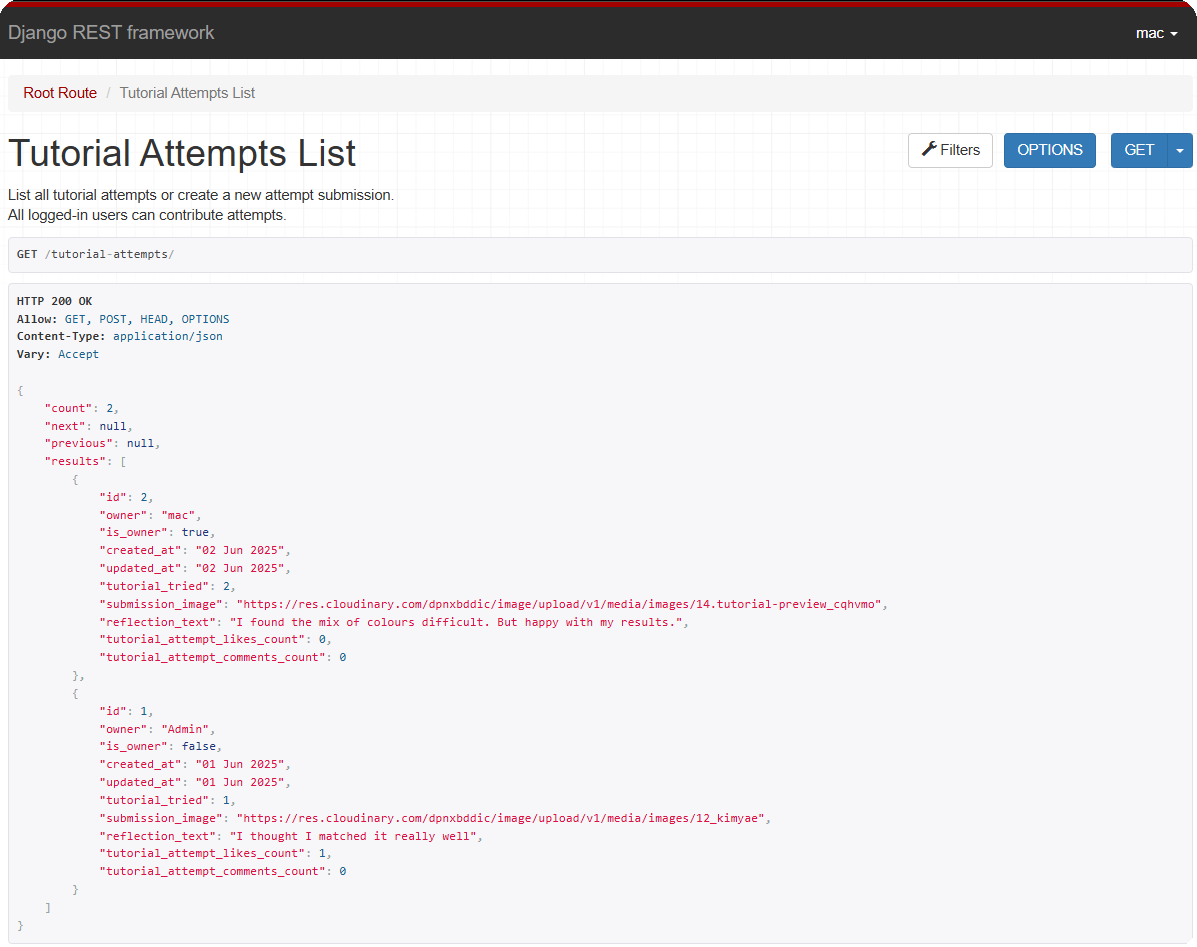 Django REST framework
mac
Root Route / Tutorial Attempts List
Tutorial Attempts List
Filters
OPTIONS
GET
List all tutorial attempts or create a new attempt submission.
All logged-in users can contribute attempts.
GET /tutorial-attempts/
HTTP 200 OK
Allow: GET, POST, HEAD, OPTIONS
Content-Type: application/json
Vary: Accept
{
    "count": 2,
    "next": null,
    "previous": null,
    "results": [
        {
            "id": 2,
            "owner": "mac",
            "is_owner": true,
            "created_at": "02 Jun 2025",
            "updated_at": "02 Jun 2025",
            "tutorial_tried": 2,
            "submission_image": "https://res.cloudinary.com/dpnxbddic/image/upload/v1/media/images/14.tutorial-preview_cqhvmo",
            "reflection_text": "I found the mix of colours difficult. But happy with my results.",
            "tutorial_attempt_likes_count": 0,
            "tutorial_attempt_comments_count": 0
        },
        {
            "id": 1,
            "owner": "Admin",
            "is_owner": false,
            "created_at": "01 Jun 2025",
            "updated_at": "01 Jun 2025",
            "tutorial_tried": 1,
            "submission_image": "https://res.cloudinary.com/dpnxbddic/image/upload/v1/media/images/12_kimyae",
            "reflection_text": "I thought I matched it really well",
            "tutorial_attempt_likes_count": 1,
            "tutorial_attempt_comments_count": 0
        }
    ]
}